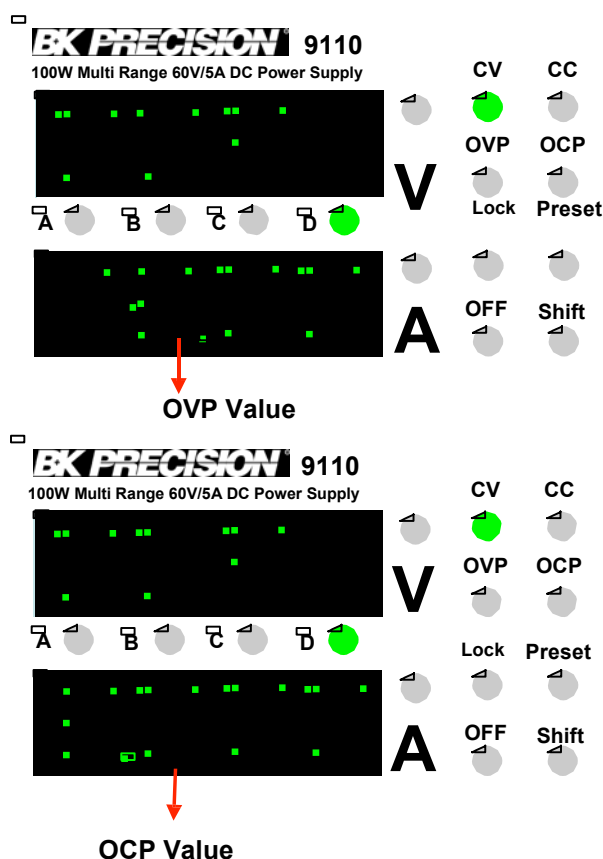 BK PRECISION® 9110
100W Multi Range 60V/5A DC Power Supply
CV CC
OVP OCP
V
Lock Preset
A B C D
OFF Shift
A
OVP Value
BK PRECISION® 9110
100W Multi Range 60V/5A DC Power Supply
CV CC
OVP OCP
V
A B C D
Lock Preset
OFF Shift
A
OCP Value